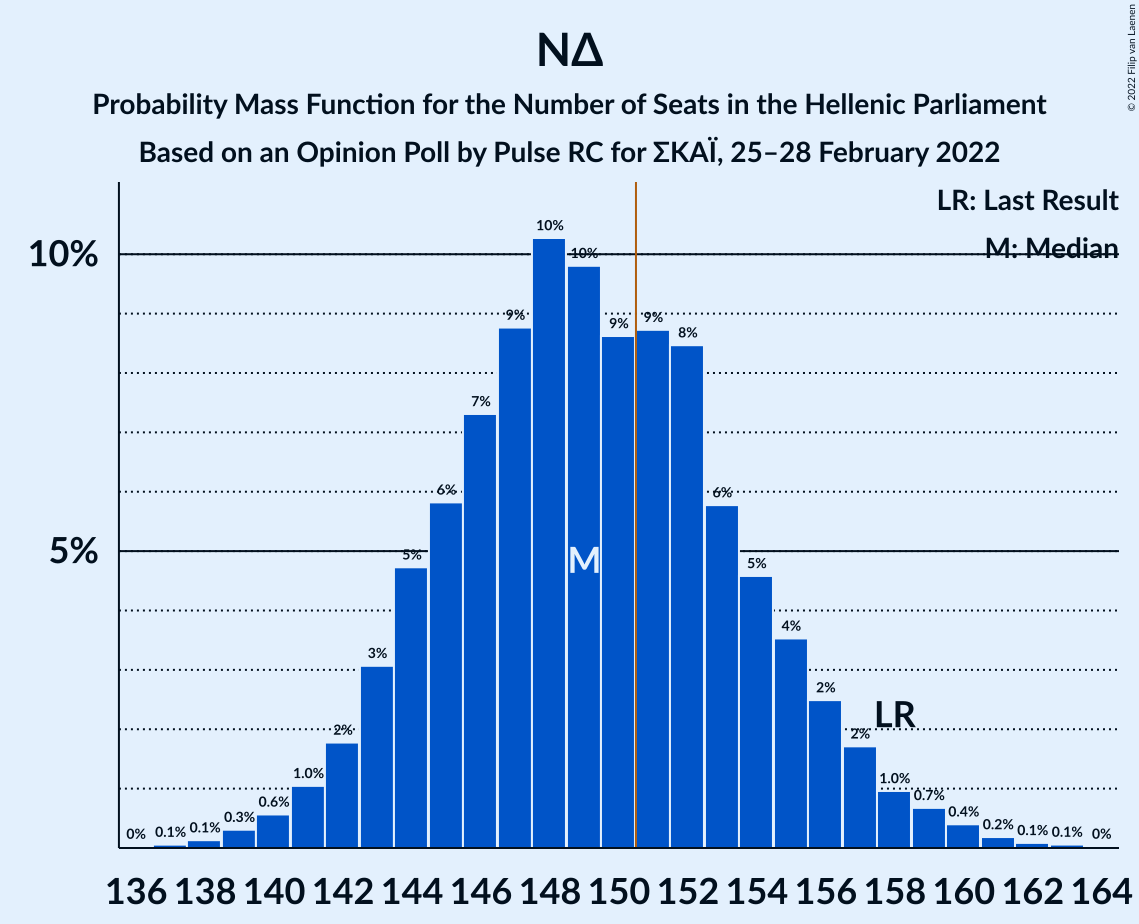 © 2022 Filip van Laenen
ΝΔ
Probability Mass Function for the Number of Seats in the Hellenic Parliament
Based on an Opinion Poll by Pulse RC for ΣΚΑΪ, 25–28 February 2022
LR: Last Result
M: Median
10%
5%
0% 0.1% 0.1% 0.3% 0.6% 1.0% 2% 3% 5% 6% 7% 9% 10% 10% 9% 9% 8% 6% 5% 4% 2% 2% 1.0% 0.7% 0.4% 0.2% 0.1% 0.1% 0%
M
LR
136 138 140 142 144 146 148 150 152 154 156 158 160 162 164